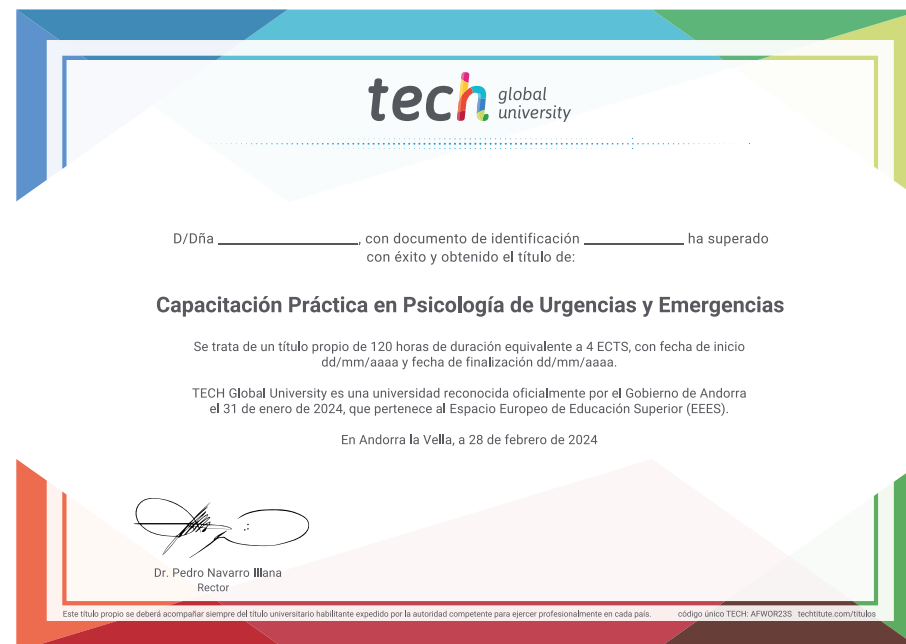 tech global university
D/Dña ______________, con documento de identificación __________ ha superado
con éxito y obtenido el título de:
Capacitación Práctica en Psicología de Urgencias y Emergencias
Se trata de un título propio de 120 horas de duración equivalente a 4 ECTS, con fecha de inicio
dd/mm/aaaa y fecha de finalización dd/mm/aaaa.
TECH Global University es una universidad reconocida oficialmente por el Gobierno de Andorra
el 31 de enero de 2024, que pertenece al Espacio Europeo de Educación Superior (EEES).
En Andorra la Vella, a 28 de febrero de 2024
Dr. Pedro Navarro Illana
Rector
Este título propio se deberá acompañar siempre del título universitario habilitante expedido por la autoridad competente para ejercer profesionalmente en cada país. código único TECH: AFWOR23S techtitute.com/titulos